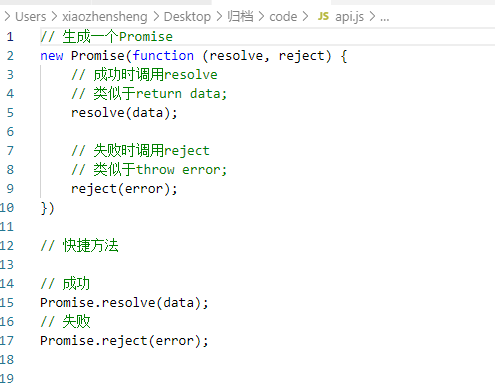 > Users > xiaozhensheng > Desktop > 归档 > code > JS api.js > ...
1 // 生成一个Promise
2 new Promise(function (resolve, reject) {
3 // 成功时调用resolve
4 // 类似于return data;
5 resolve(data);
6
7 // 失败时调用reject
8 // 类似于throw error;
9 reject(error);
10 })
11
12 // 快捷方法
13
14 // 成功
15 Promise.resolve(data);
16 // 失败
17 Promise.reject(error);
18
19